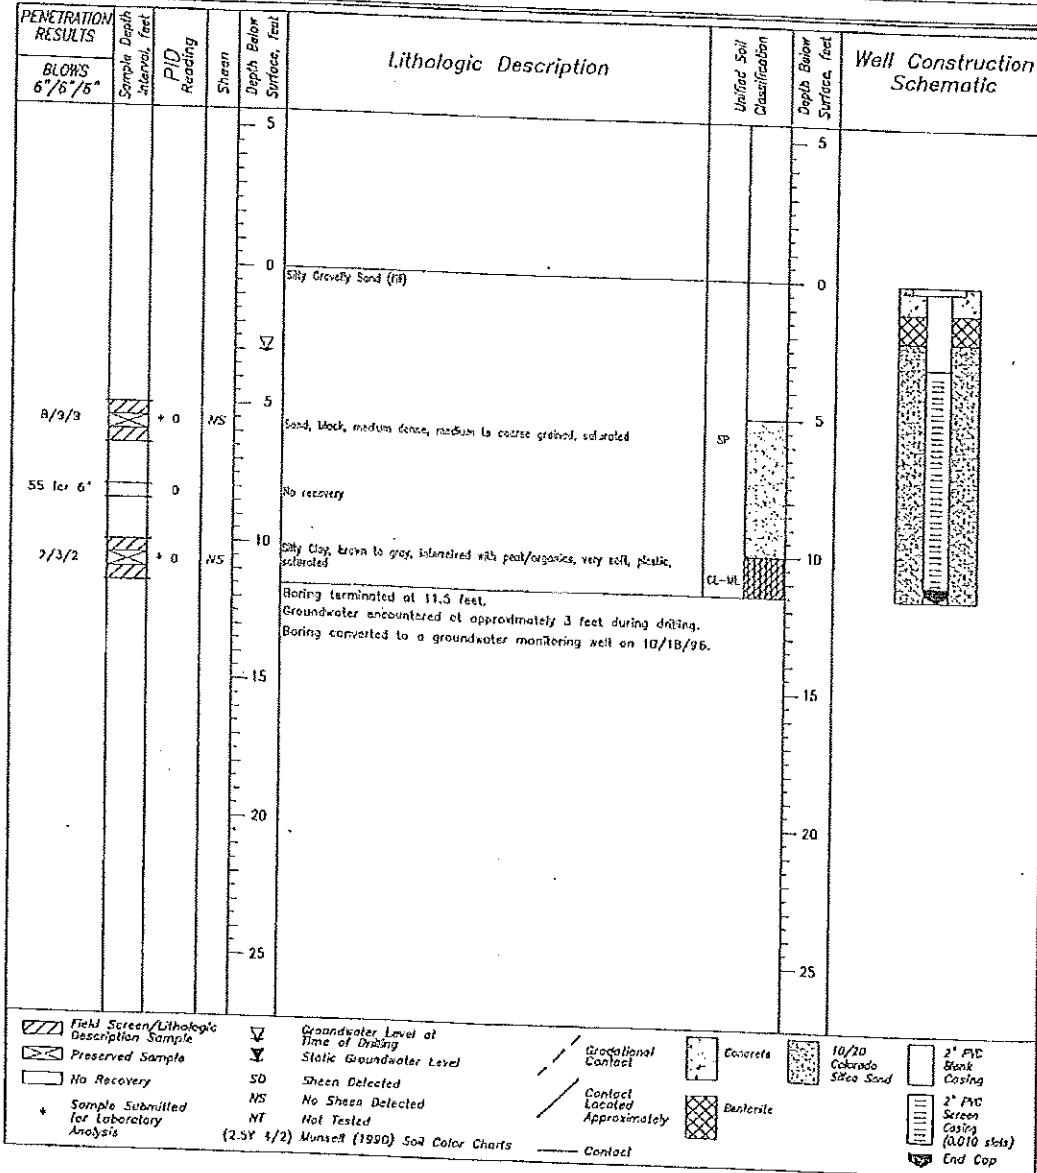 PENETRATION RESULTS
BLOWS 6"/6"/6"
Sample Depth Interval, feet
PID Reading
Sheen
Depth Below Surface, feet
Lithologic Description
Unified Soil Classification
Depth Below Surface, feet
Well Construction Schematic
5
5
0
Silty Gravelly Sand (fill)
0
8/3/3
* 0
NS
5
Sand, black, medium dense, medium to coarse grained, saturated
SP
5
55 for 6"
0
No recovery
2/3/2
* 0
NS
10
Silty Clay, brown to gray, intermixed with peat/organics, very soft, plastic,
saturated
CL-ML
10
Boring terminated at 11.5 feet.
Groundwater encountered at approximately 3 feet during drilling.
Boring converted to a groundwater monitoring well on 10/18/96.
15
15
20
20
25
25
Field Screen/Lithologic Description Sample
Preserved Sample
No Recovery
* Sample Submitted for Laboratory Analysis
Groundwater Level at Time of Drilling
Static Groundwater Level
SD Sheen Detected
NS No Sheen Detected
NT Not Tested
(2.5Y 4/2) Munsell (1990) Soil Color Charts
Gradational Contact
Contact Located Approximately
Contact
Concrete
Bentonite
10/20 Colorado Silica Sand
2" PVC Blank Casing
2" PVC Screen Casing (0.010 slots)
End Cap